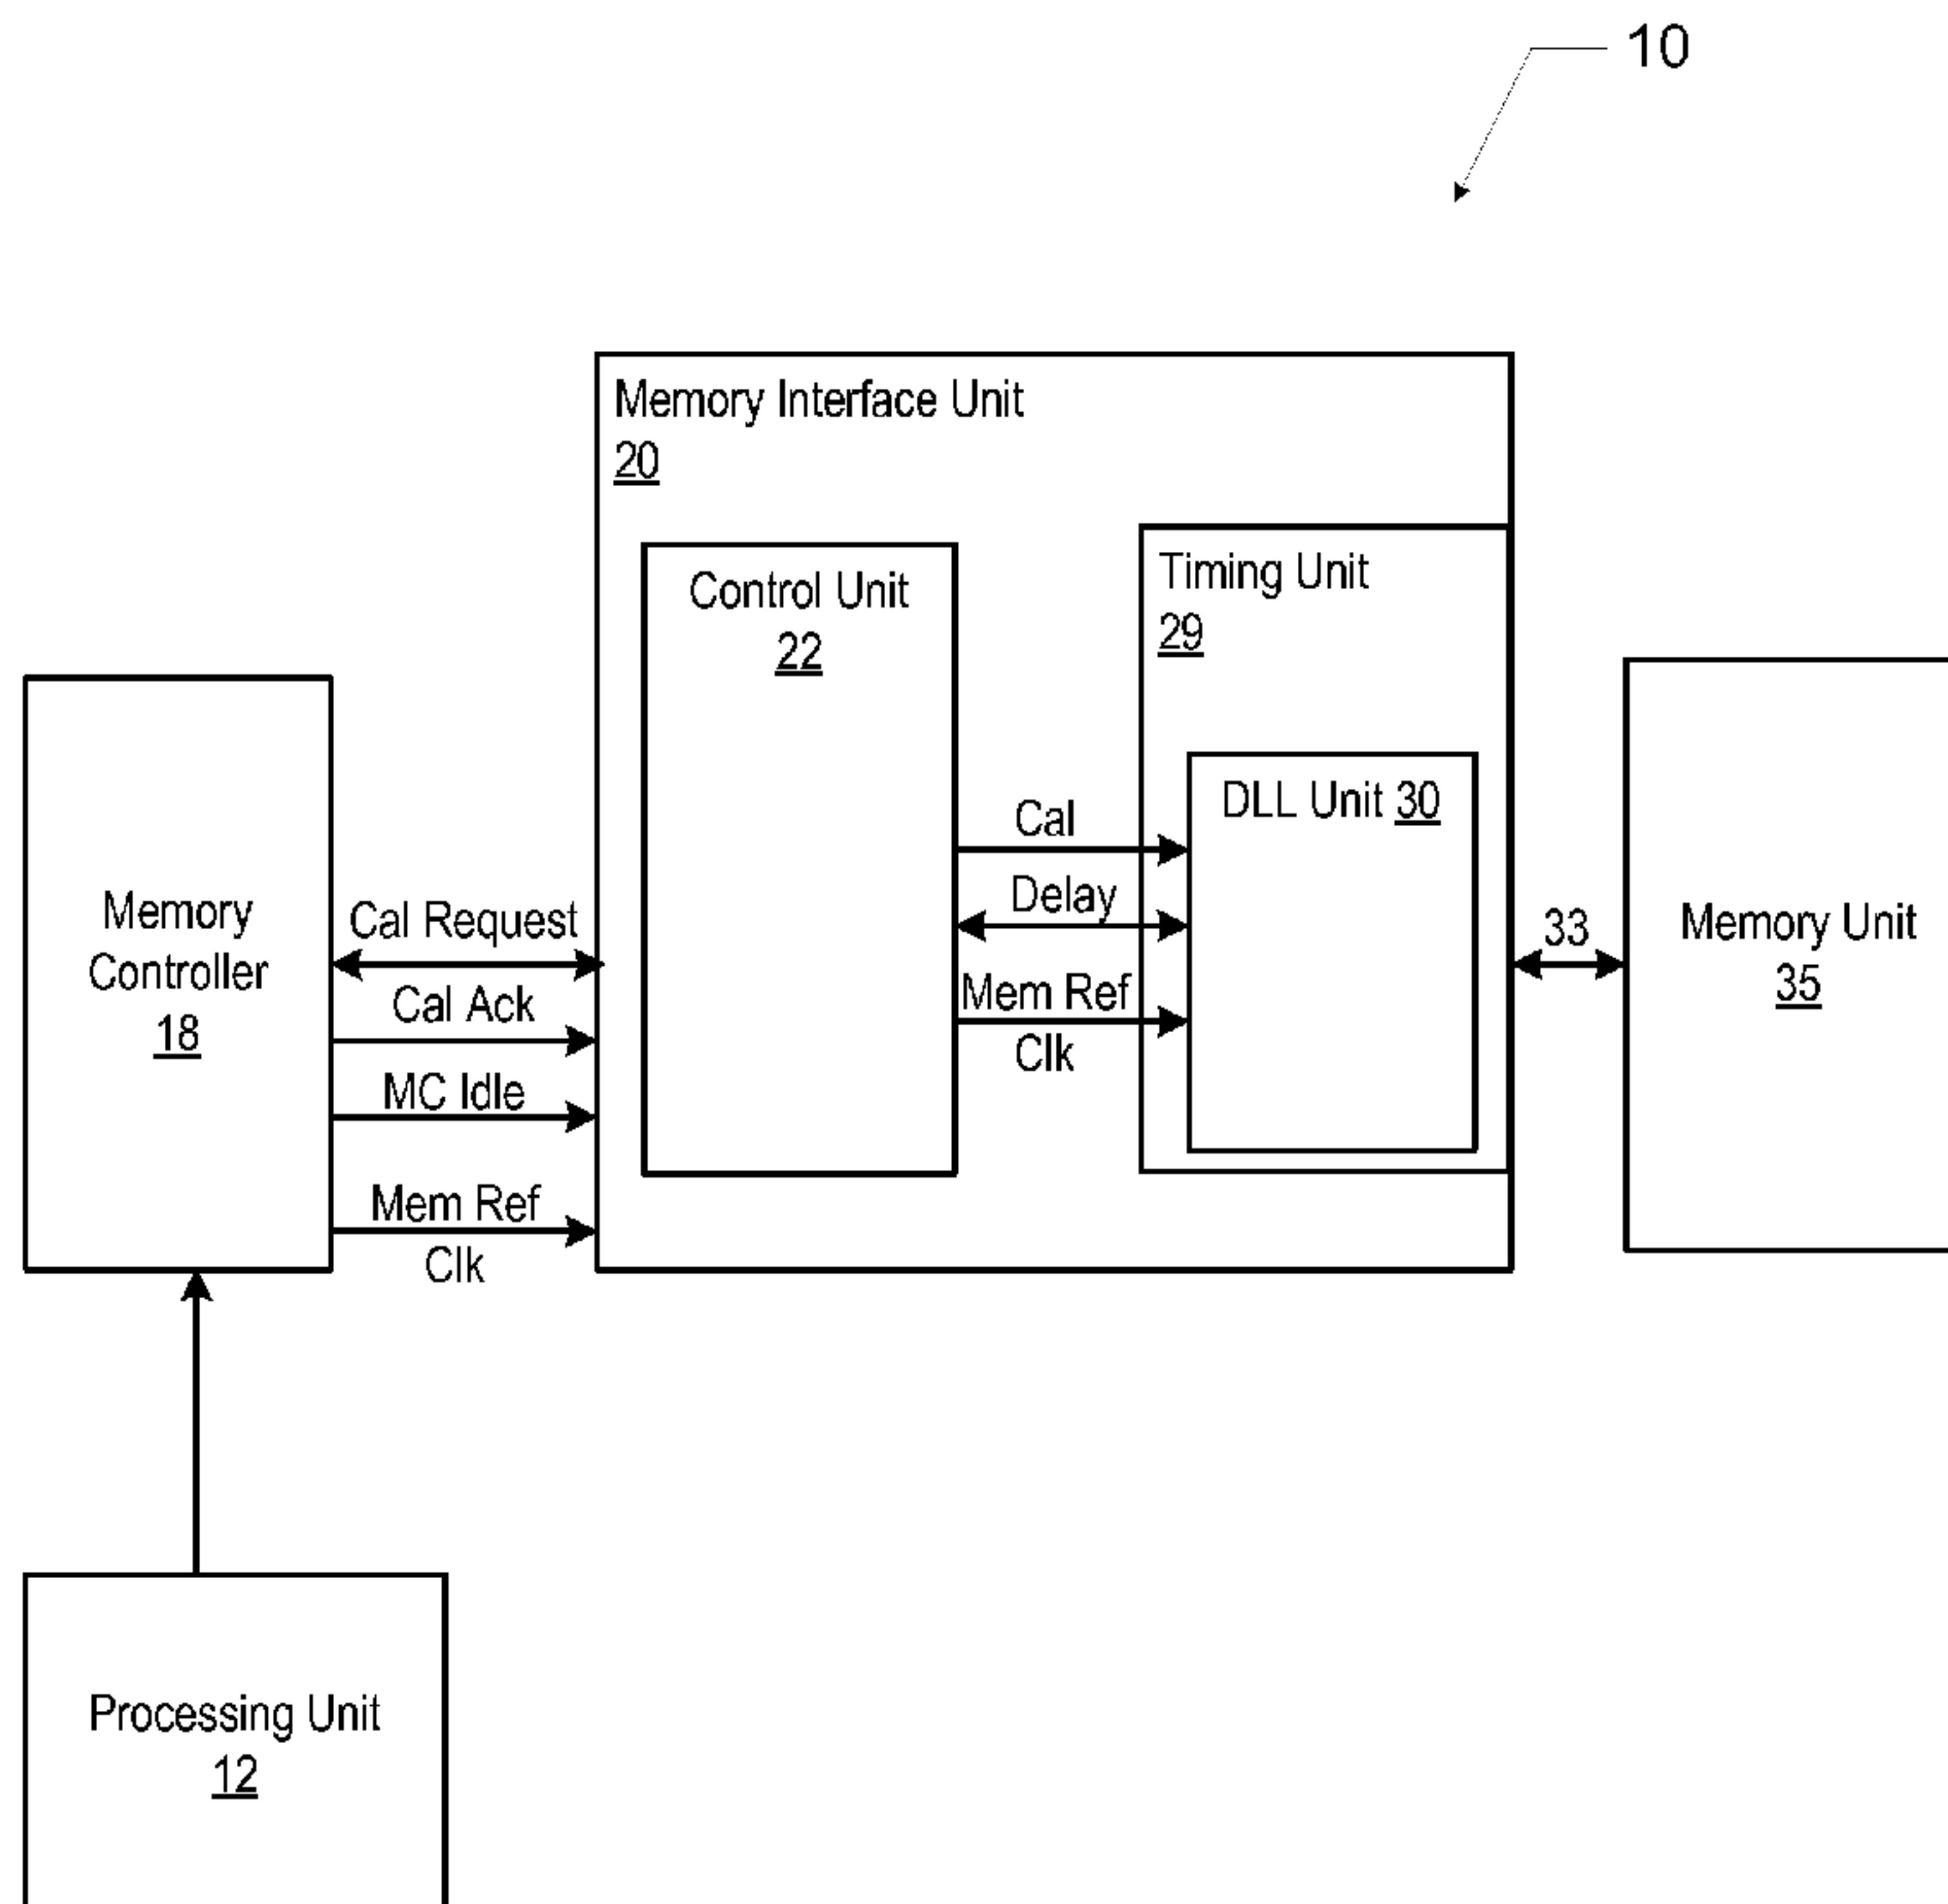 10
Memory Interface Unit
20
Control Unit
22
Timing Unit
29
DLL Unit 30
Cal
Delay
Mem Ref
Clk
Memory
Controller
18
Cal Request
Cal Ack
MC Idle
Mem Ref
Clk
33
Memory Unit
35
Processing Unit
12